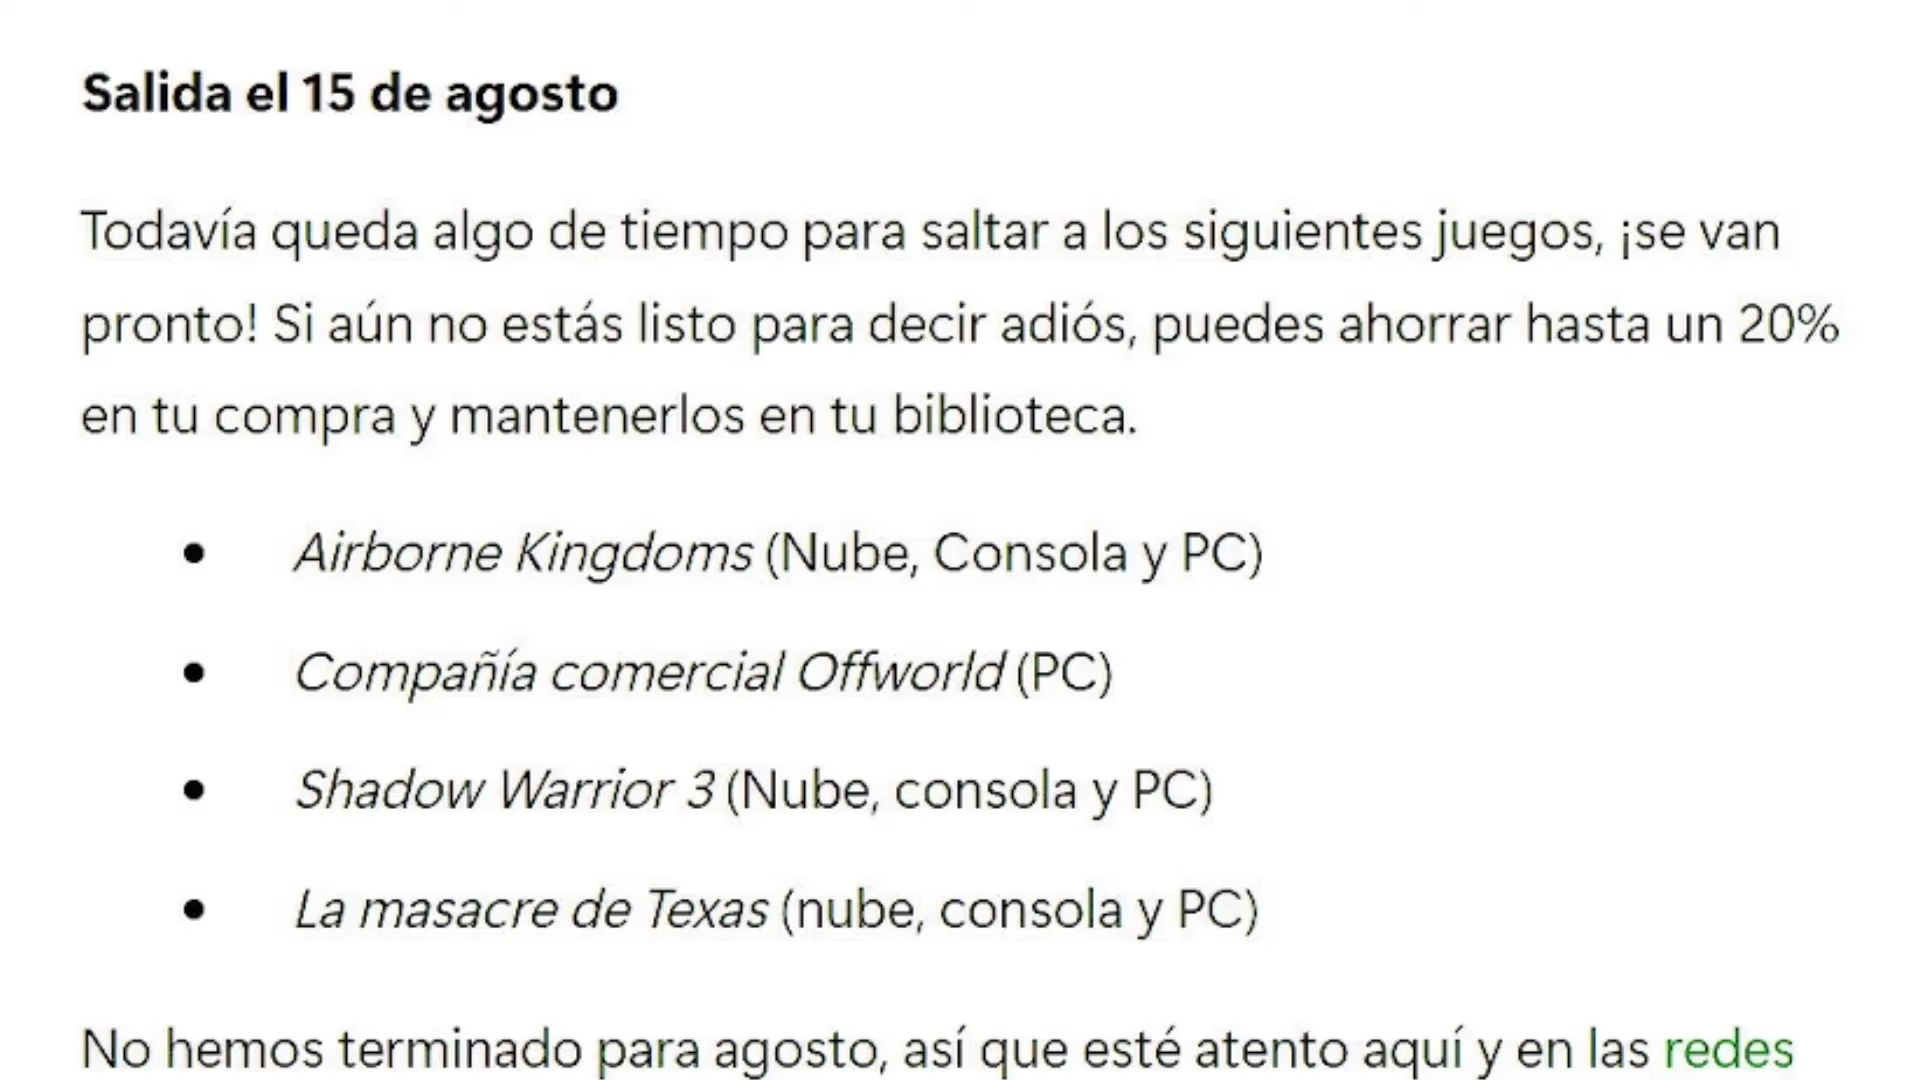 Salida el 15 de agosto
Todavía queda algo de tiempo para saltar a los siguientes juegos, ¡se van
pronto! Si aún no estás listo para decir adiós, puedes ahorrar hasta un 20%
en tu compra y mantenerlos en tu biblioteca.
• Airborne Kingdoms (Nube, Consola y PC)
• Compañía comercial Offworld (PC)
• Shadow Warrior 3 (Nube, consola y PC)
• La masacre de Texas (nube, consola y PC)
No hemos terminado para agosto, así que esté atento aquí y en las redes